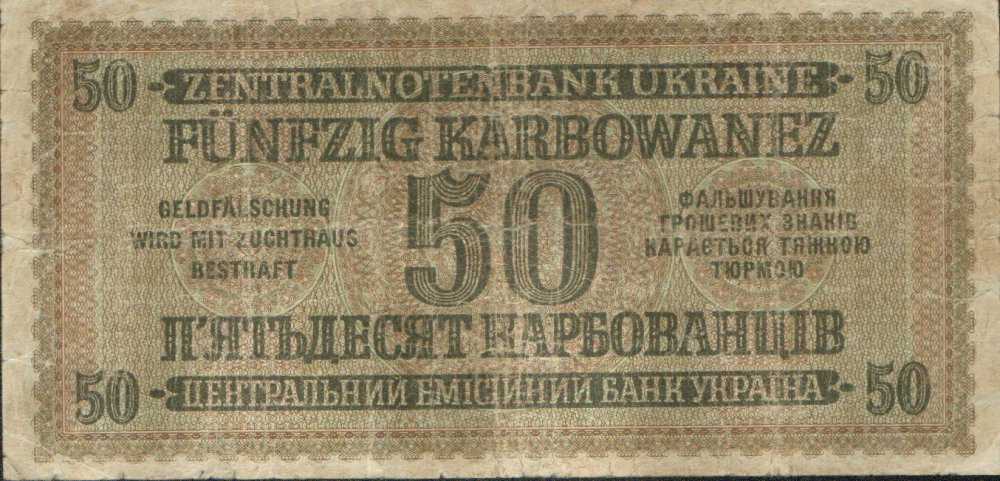 50 ZENTRALNOTENBANK UKRAINE 50
FÜNFZIG KARBOWANEZ
50
GELDFÄLSCHUNG
WIRD MIT ZUCHTHAUS
BESTRAFT
ФАЛЬШУВАННЯ
ГРОШЕВИХ ЗНАКІВ
КАРАЄТЬСЯ ТЯЖКОЮ
ТЮРМОЮ
П'ЯТЬДЕСЯТ КАРБОВАНЦІВ
50 ЦЕНТРАЛЬНИЙ ЕМІСІЙНИЙ БАНК УКРАЇНА 50